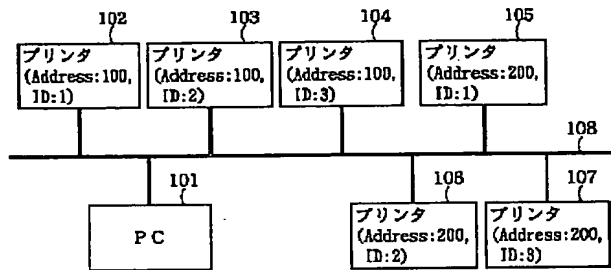 102
プリンタ
(Address:100,
ID:1)
103
プリンタ
(Address:100,
ID:2)
104
プリンタ
(Address:100,
ID:3)
105
プリンタ
(Address:200,
ID:1)
108
101
PC
106
プリンタ
(Address:200,
ID:2)
107
プリンタ
(Address:200,
ID:3)